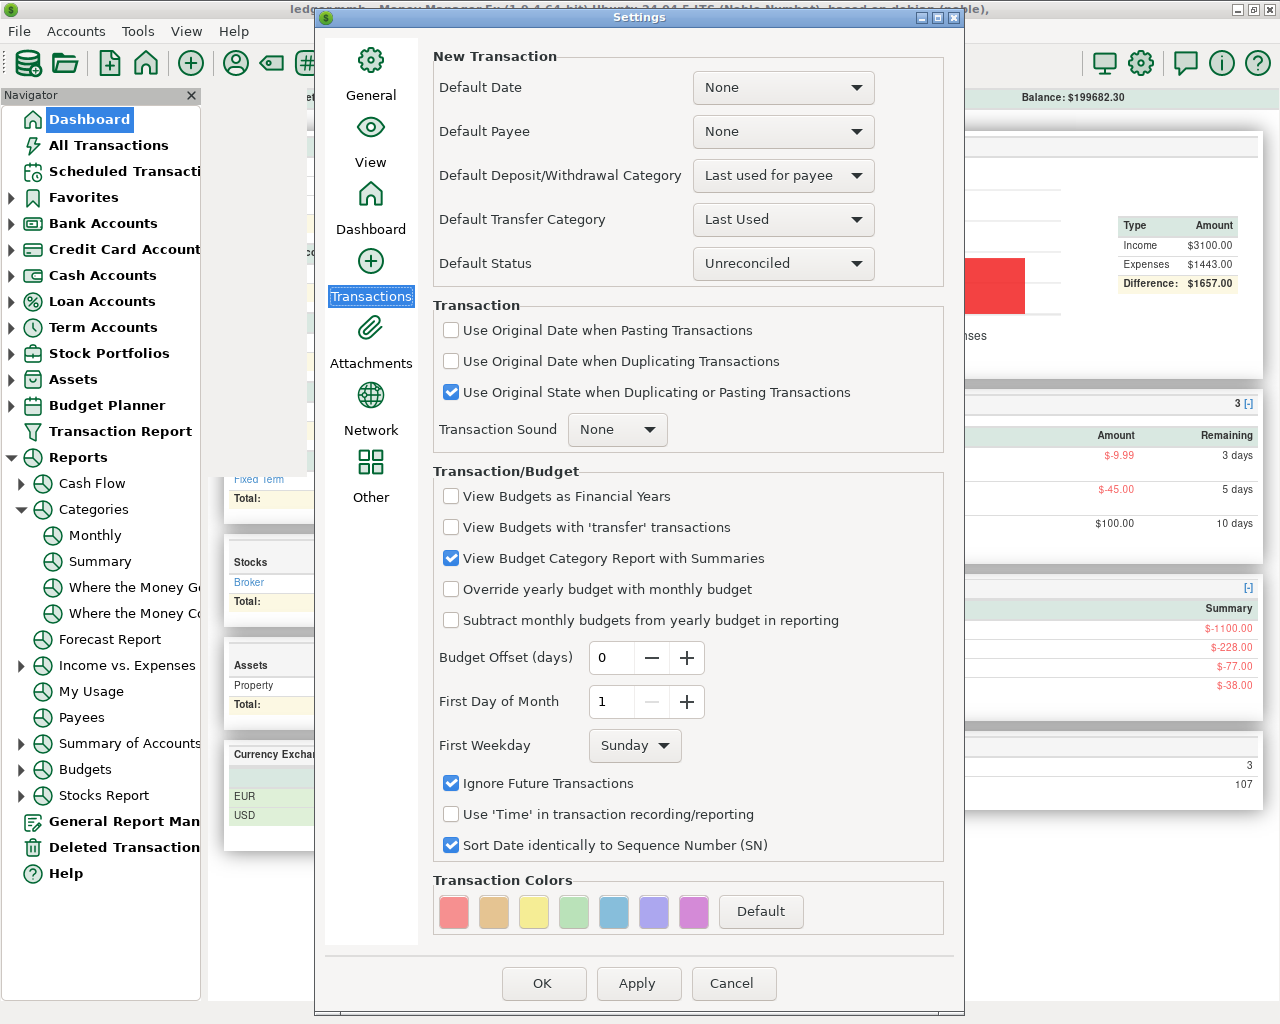 Settings
File Accounts Tools View Help
Navigator
Dashboard
All Transactions
Scheduled Transacti
Favorites
Bank Accounts
Credit Card Account
Cash Accounts
Loan Accounts
Term Accounts
Stock Portfolios
Assets
Budget Planner
Transaction Report
Reports
Cash Flow
Categories
Monthly
Summary
Where the Money G
Where the Money C
Forecast Report
Income vs. Expenses
My Usage
Payees
Summary of Accounts
Budgets
Stocks Report
General Report Man
Deleted Transaction
Help
Fixed Term
Total:
Stocks
Broker
Total:
Assets
Property
Total:
Currency Exchan
EUR
USD
General
View
Dashboard
Transactions
Attachments
Network
Other
New Transaction
Default Date None
Default Payee None
Default Deposit/Withdrawal Category Last used for payee
Default Transfer Category Last Used
Default Status Unreconciled
Transaction
Use Original Date when Pasting Transactions
Use Original Date when Duplicating Transactions
Use Original State when Duplicating or Pasting Transactions
Transaction Sound None
Transaction/Budget
View Budgets as Financial Years
View Budgets with 'transfer' transactions
View Budget Category Report with Summaries
Override yearly budget with monthly budget
Subtract monthly budgets from yearly budget in reporting
Budget Offset (days) 0
First Day of Month 1
First Weekday Sunday
Ignore Future Transactions
Use 'Time' in transaction recording/reporting
Sort Date identically to Sequence Number (SN)
Transaction Colors
Default
OK Apply Cancel
Balance: $199682.30
Type Amount
Income $3100.00
Expenses $1443.00
Difference: $1657.00
nses
3 [-]
Amount Remaining
$-9.99 3 days
$-45.00 5 days
$100.00 10 days
[-]
Summary
$-1100.00
$-228.00
$-77.00
$-38.00
3
107